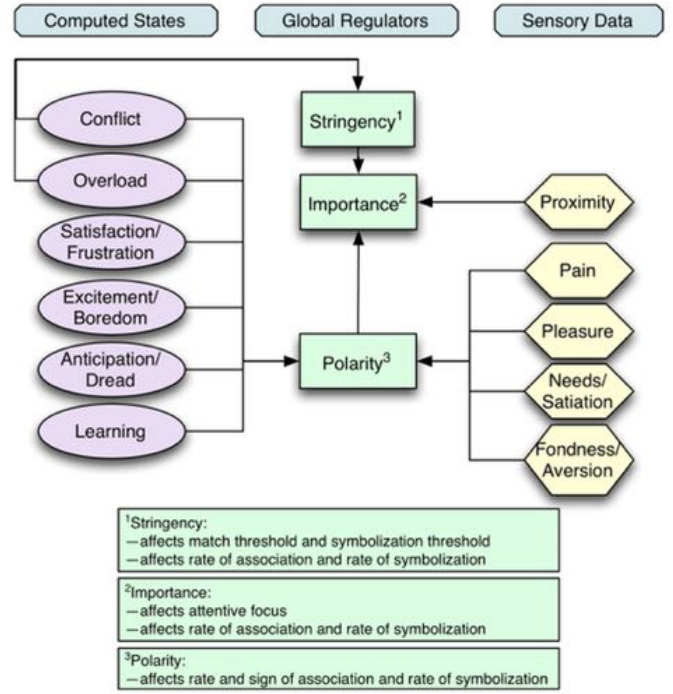 Computed States
Global Regulators
Sensory Data
Conflict
Overload
Satisfaction/
Frustration
Excitement/
Boredom
Anticipation/
Dread
Learning
Stringency¹
Importance²
Polarity³
Proximity
Pain
Pleasure
Needs/
Satiation
Fondness/
Aversion
¹Stringency:
—affects match threshold and symbolization threshold
—affects rate of association and rate of symbolization
²Importance:
—affects attentive focus
—affects rate of association and rate of symbolization
³Polarity:
—affects rate and sign of association and rate of symbolization